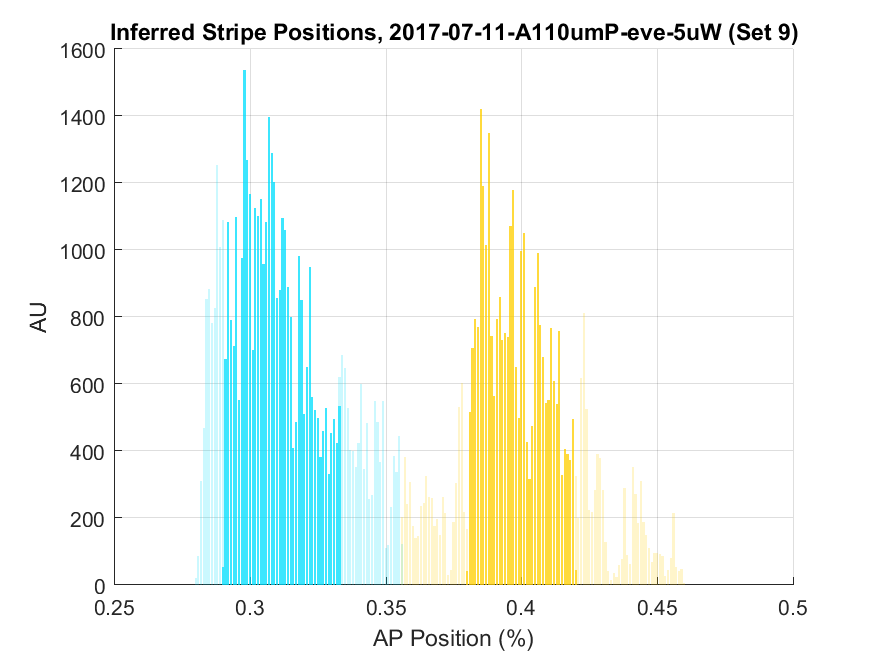 Inferred Stripe Positions, 2017-07-11-A110umP-eve-5uW (Set 9)
1600
1400
1200
1000
800
600
400
200
0
AU
0.25 0.3 0.35 0.4 0.45 0.5
AP Position (%)